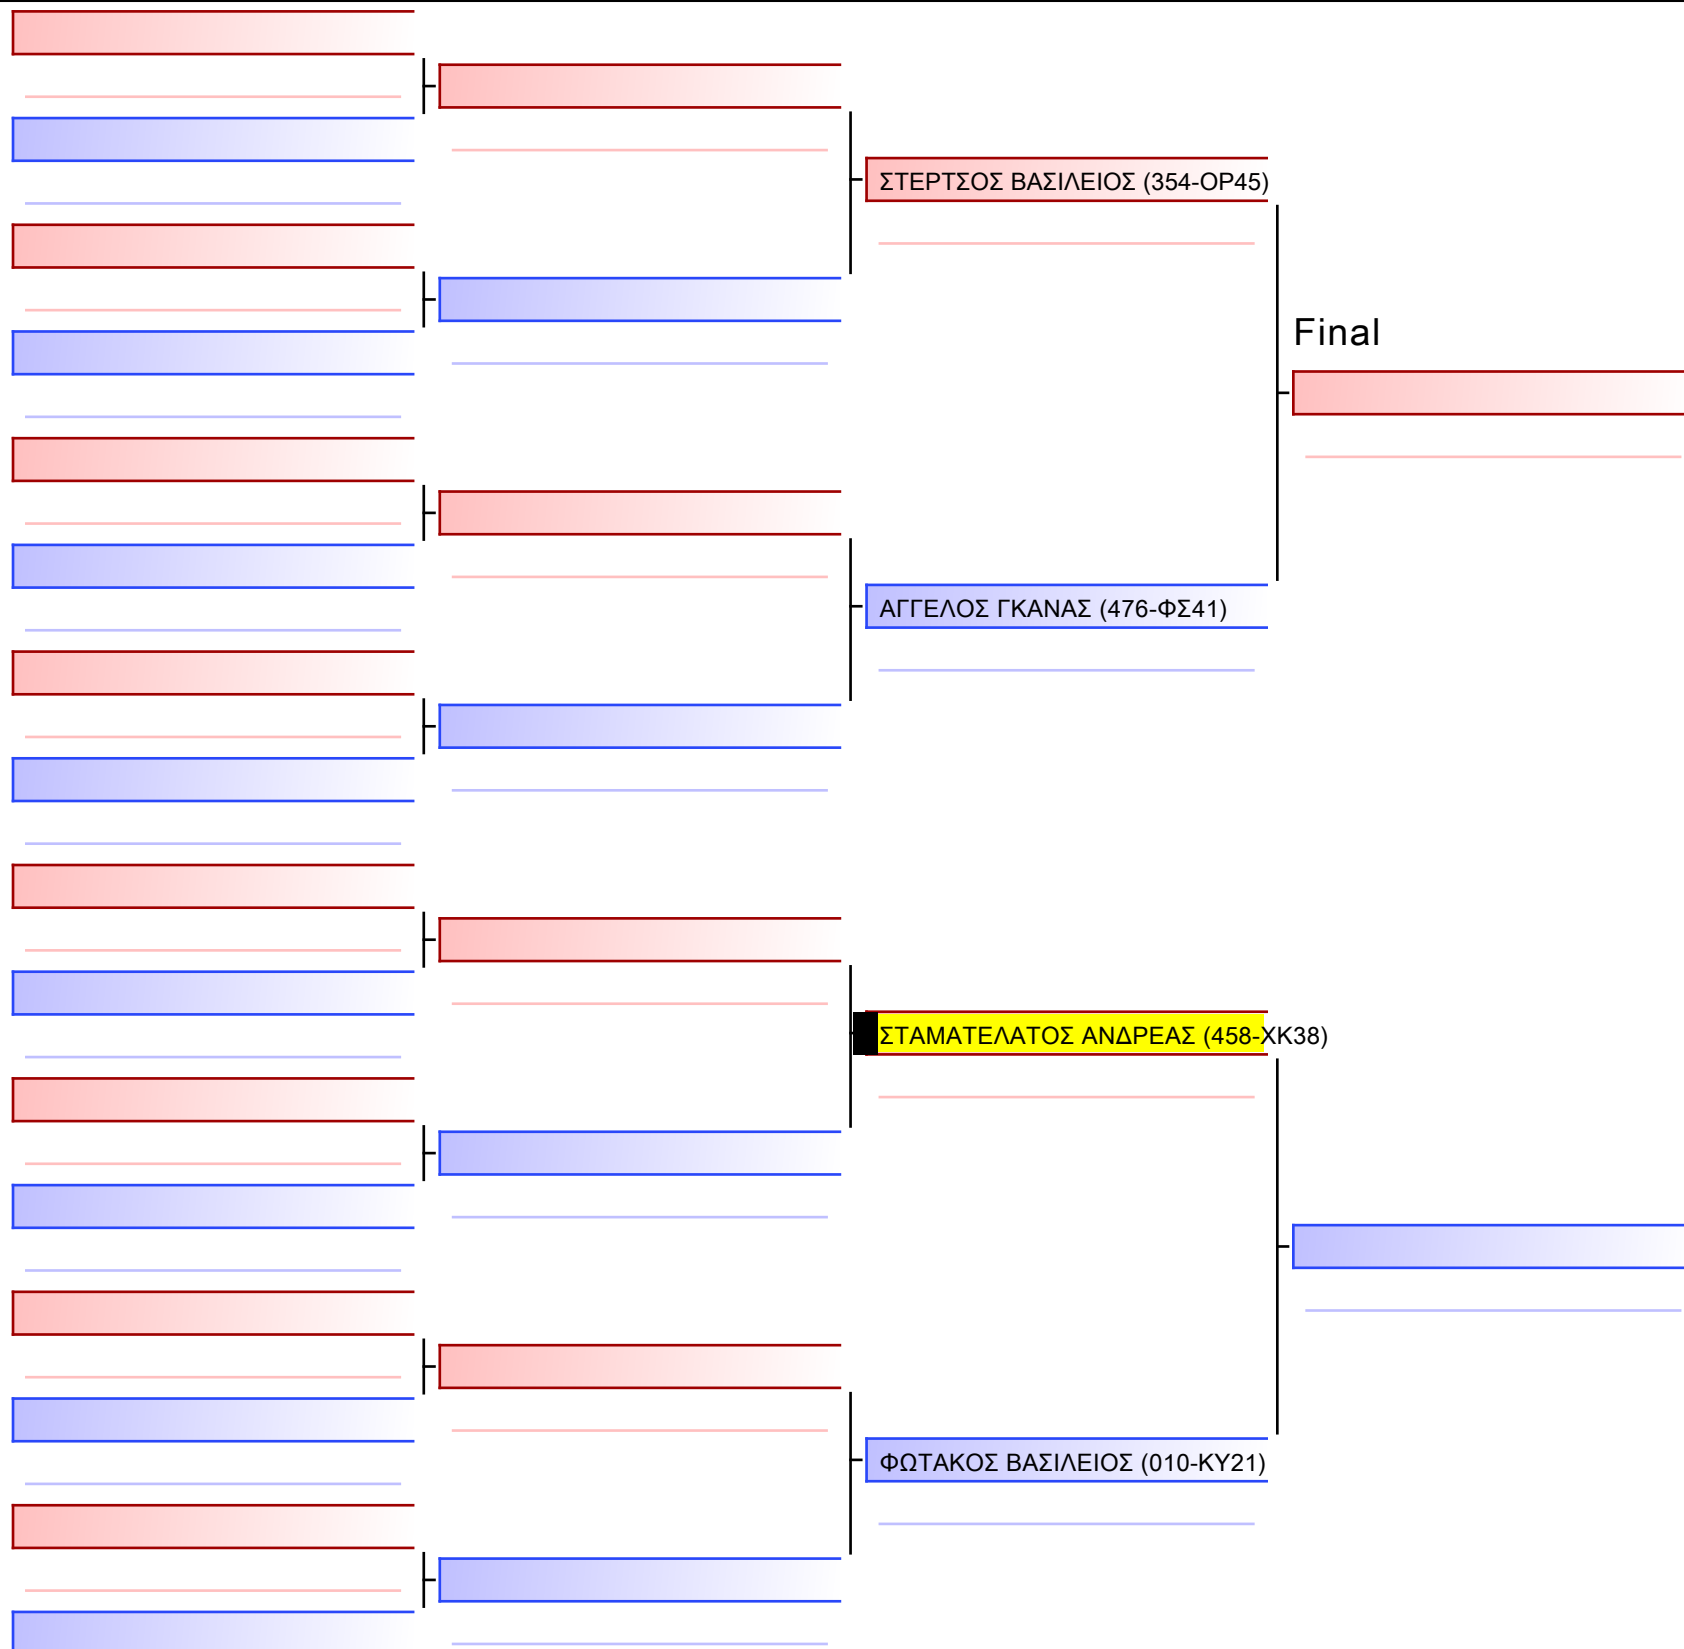 ΣΤΕΡΤΣΟΣ ΒΑΣΙΛΕΙΟΣ (354-ΟΡ45)
Final
ΑΓΓΕΛΟΣ ΓΚΑΝΑΣ (476-ΦΣ41)
ΣΤΑΜΑΤΕΛΑΤΟΣ ΑΝΔΡΕΑΣ (458-ΧΚ38)
ΦΩΤΑΚΟΣ ΒΑΣΙΛΕΙΟΣ (010-ΚΥ21)